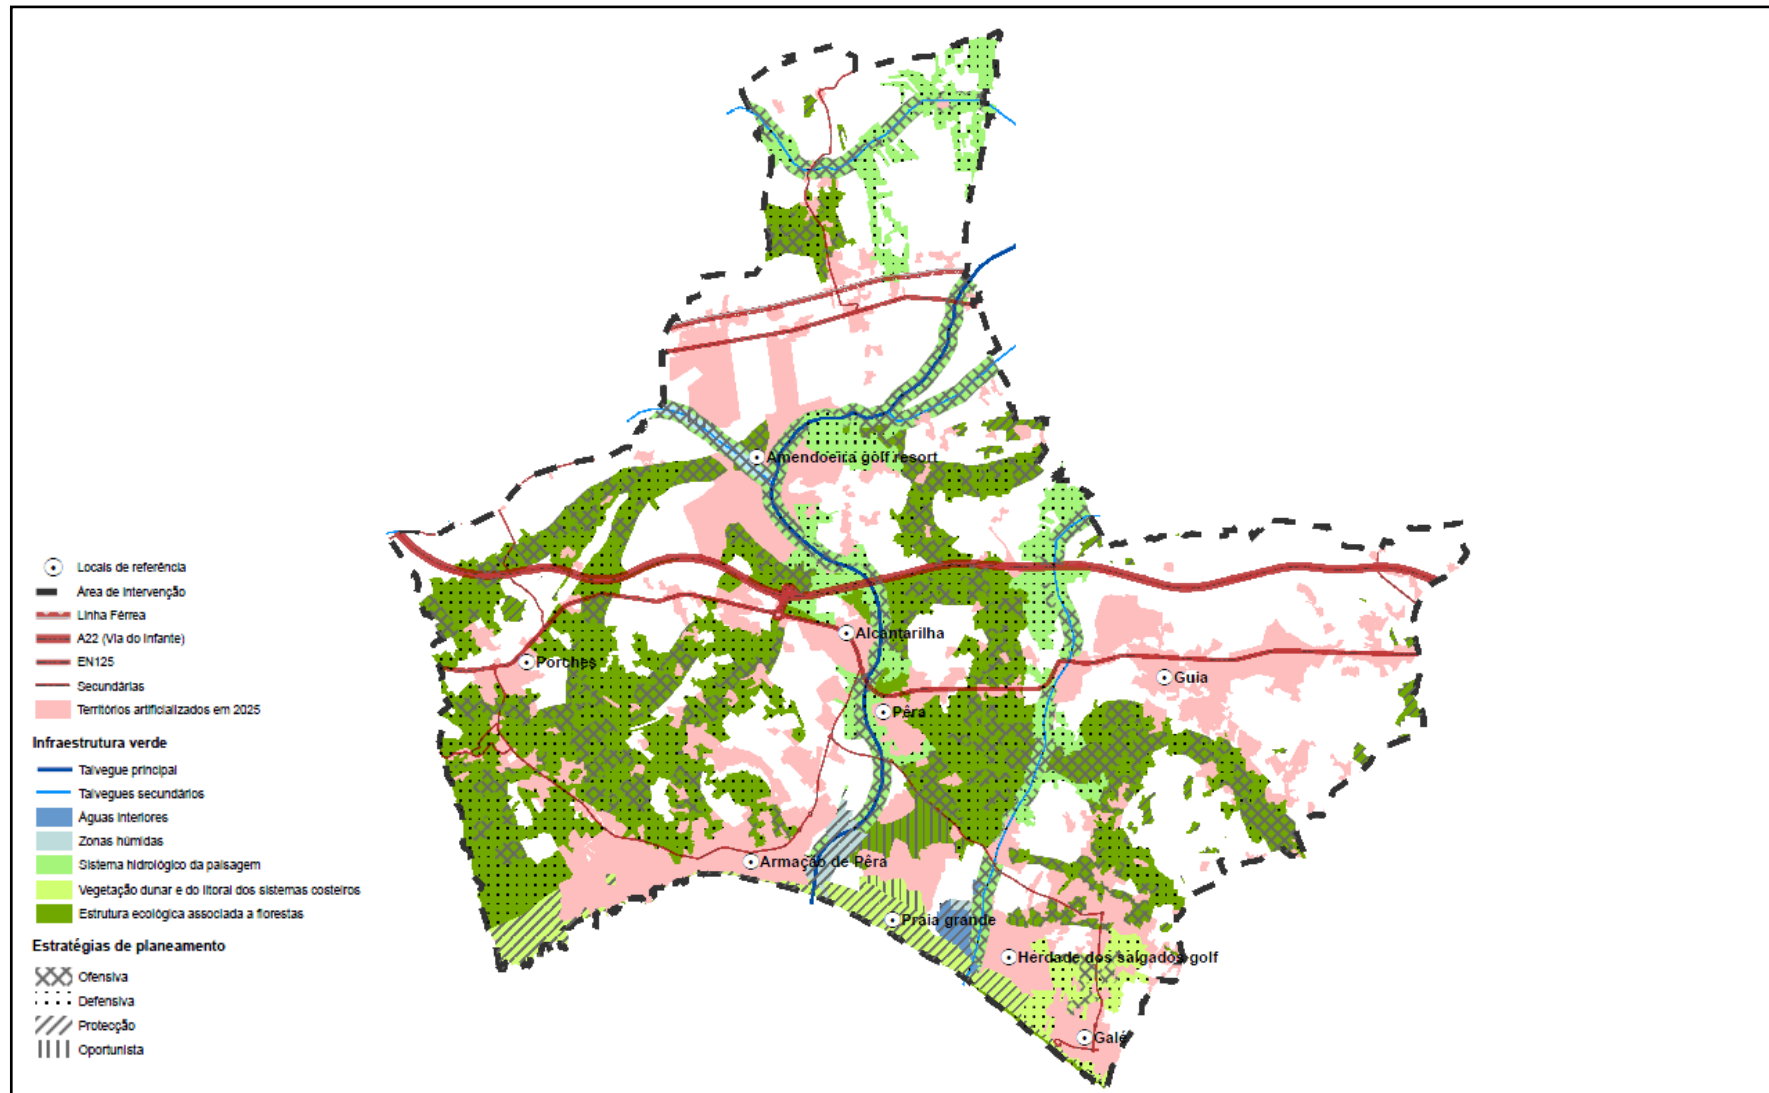 Amendoeira golf resort
Alcantarilha
Porches
Guia
Pêra
Armação de Pêra
Praia grande
Herdade dos salgados golf
Galé
Locais de referência
Área de Intervenção
Linha Férrea
A22 (Via do Infante)
EN125
Secundárias
Territórios artificializados em 2025
Infraestrutura verde
Talvegue principal
Talvegues secundários
Águas interiores
Zonas húmidas
Sistema hidrológico da paisagem
Vegetação dunar e do litoral dos sistemas costeiros
Estrutura ecológica associada a florestas
Estratégias de planeamento
Ofensiva
Defensiva
Protecção
Oportunista